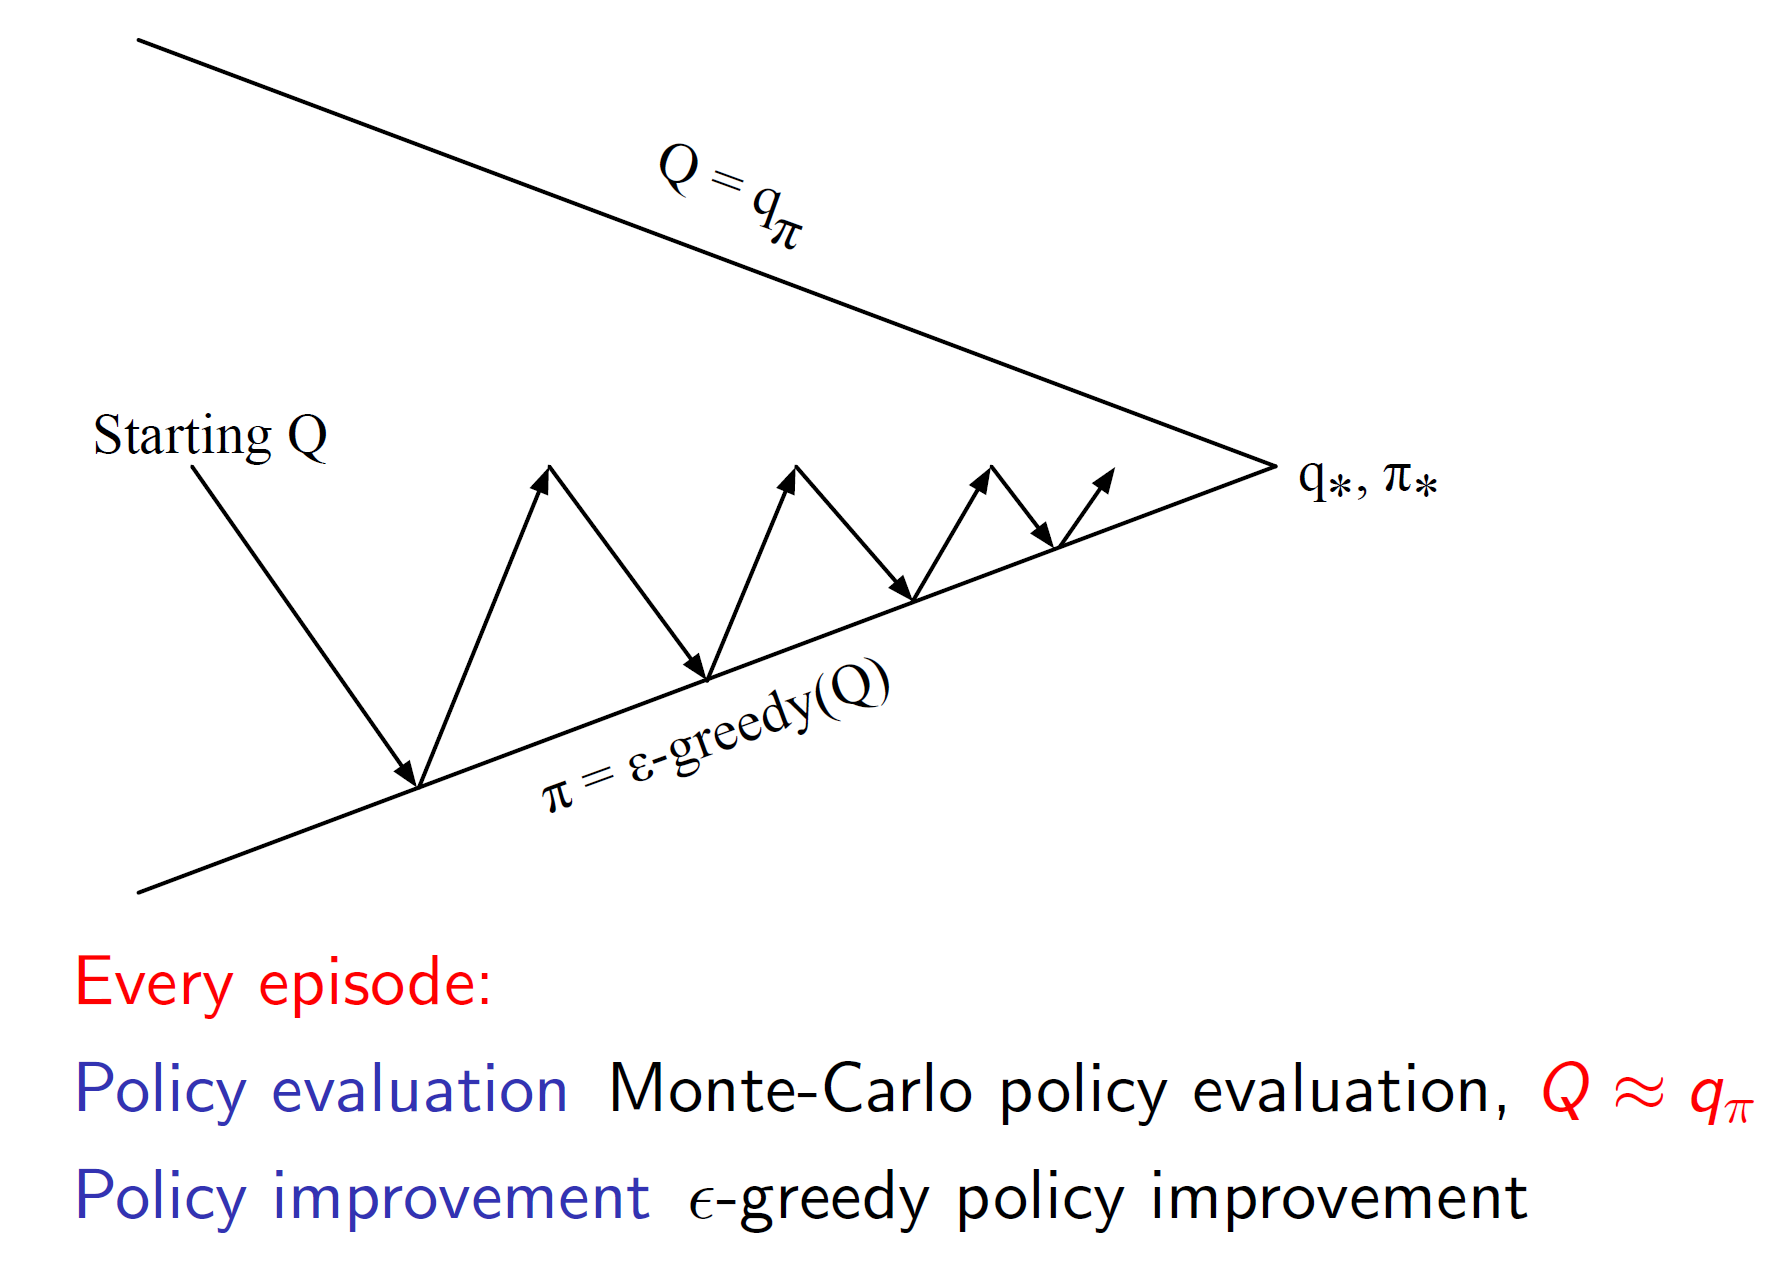 Q = qπ
Starting Q
q*, π*
π = ε-greedy(Q)
Every episode:
Policy evaluation Monte-Carlo policy evaluation, Q ≈ qπ
Policy improvement ϵ-greedy policy improvement